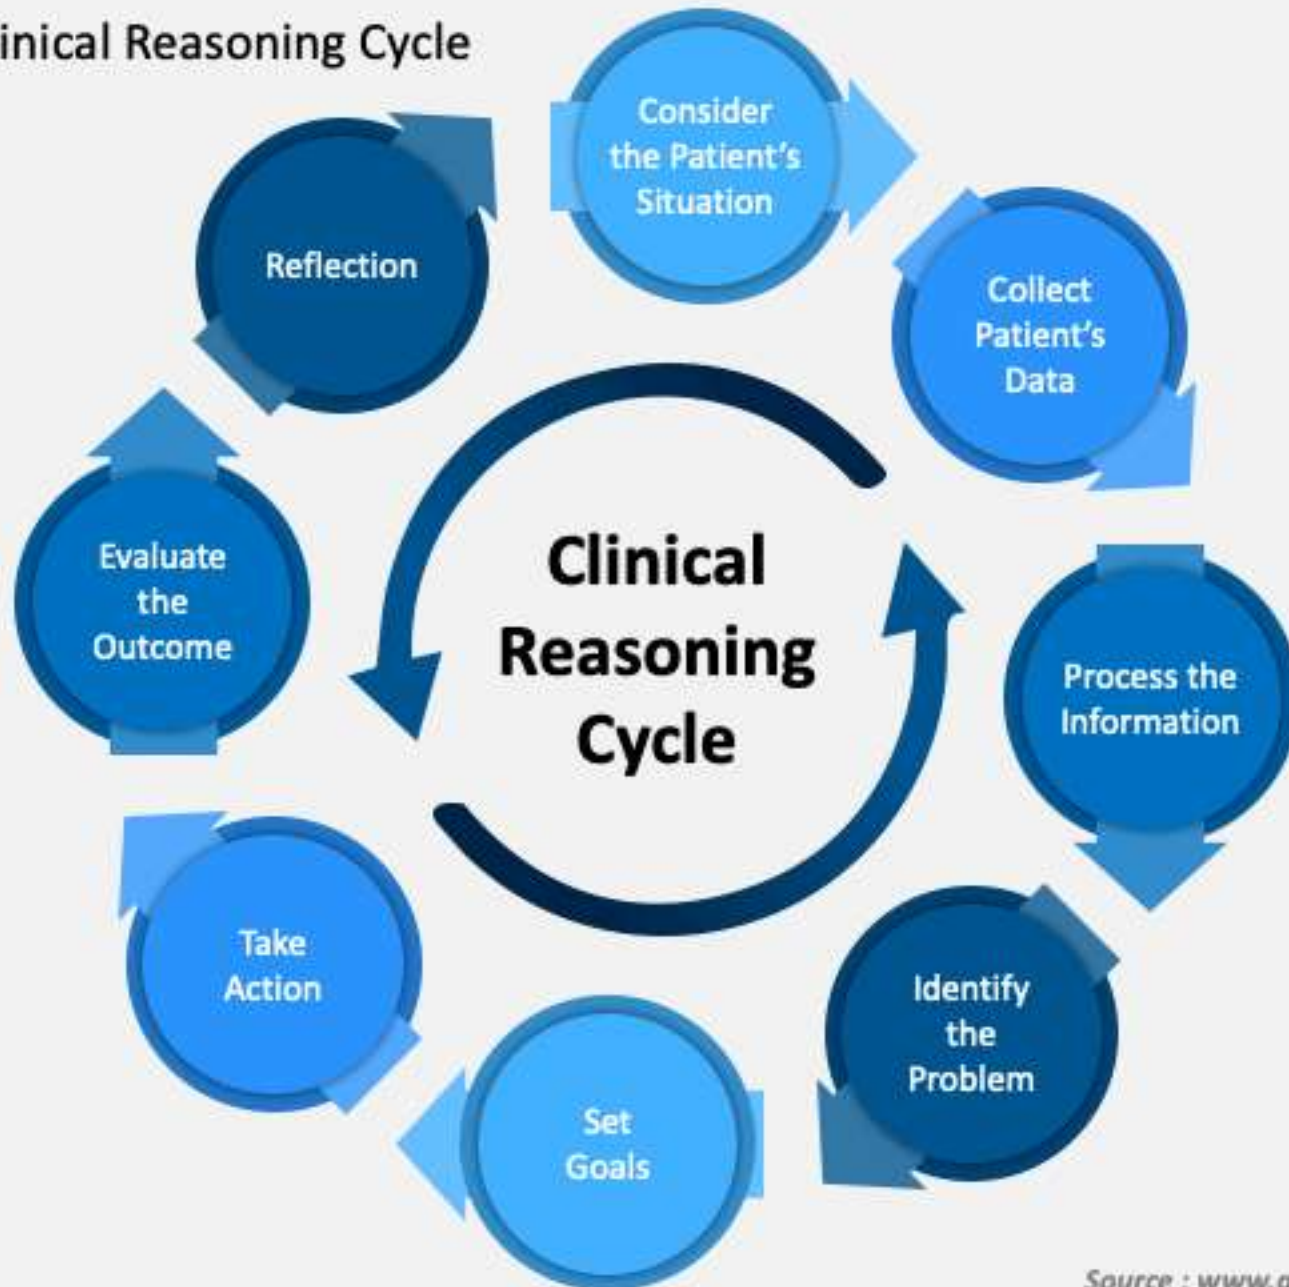 inical Reasoning Cycle
Consider
the Patient's
Situation
Collect
Patient's
Data
Process the
Information
Identify
the
Problem
Set
Goals
Take
Action
Evaluate
the
Outcome
Reflection
Clinical
Reasoning
Cycle
Source : www.